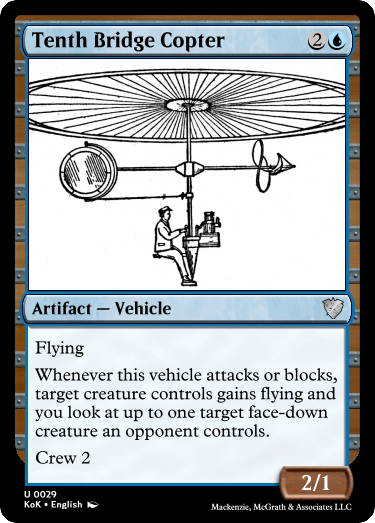 Tenth Bridge Copter 2
Artifact — Vehicle
Flying
Whenever this vehicle attacks or blocks,
target creature controls gains flying and
you look at up to one target face-down
creature an opponent controls.
Crew 2
2/1
U 0029
KoK • English
Mackenzie, McGrath & Associates LLC